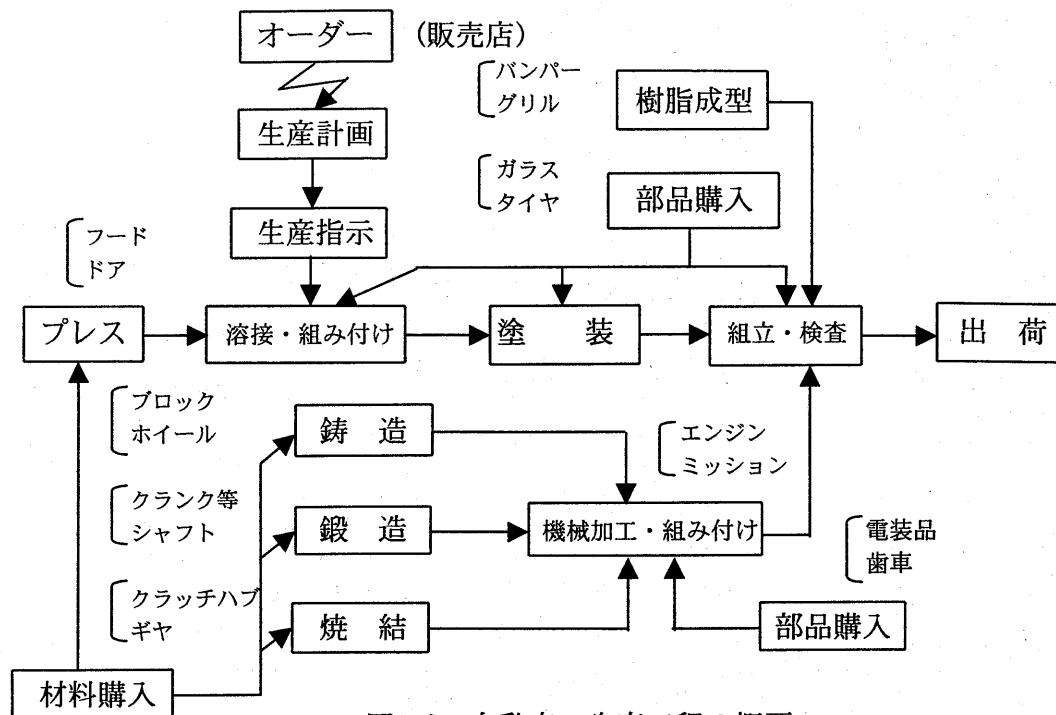 オーダー (販売店)
バンパー
グリル
樹脂成型
生産計画
ガラス
タイヤ
部品購入
生産指示
フード
ドア
プレス
溶接・組み付け
塗 装
組立・検査
出 荷
ブロック
ホイール
鋳 造
エンジン
ミッション
クランク等
シャフト
鍛 造
機械加工・組み付け
電装品
歯車
クラッチハブ
ギヤ
焼 結
部品購入
材料購入